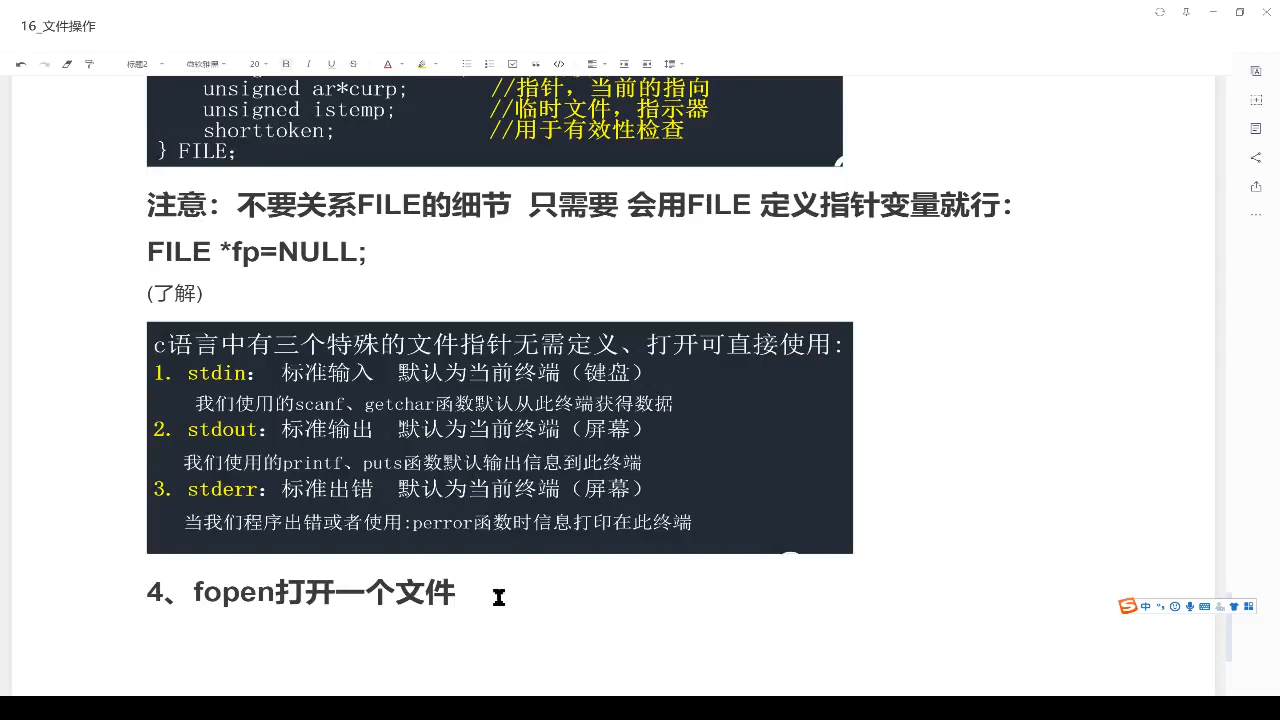 16_文件操作
标题2
微软雅黑
20
B
I
U
S
A
unsigned ar*curp; //指针，当前的指向
unsigned istemp; //临时文件，指示器
shorttoken; //用于有效性检查
} FILE;
注意：不要关系FILE的细节 只需要 会用FILE 定义指针变量就行：
FILE *fp=NULL;
(了解)
c语言中有三个特殊的文件指针无需定义、打开可直接使用:
1. stdin： 标准输入 默认为当前终端（键盘）
我们使用的scanf、getchar函数默认从此终端获得数据
2. stdout：标准输出 默认为当前终端（屏幕）
我们使用的printf、puts函数默认输出信息到此终端
3. stderr：标准出错 默认为当前终端（屏幕）
当我们程序出错或者使用:perror函数时信息打印在此终端
4、fopen打开一个文件
中